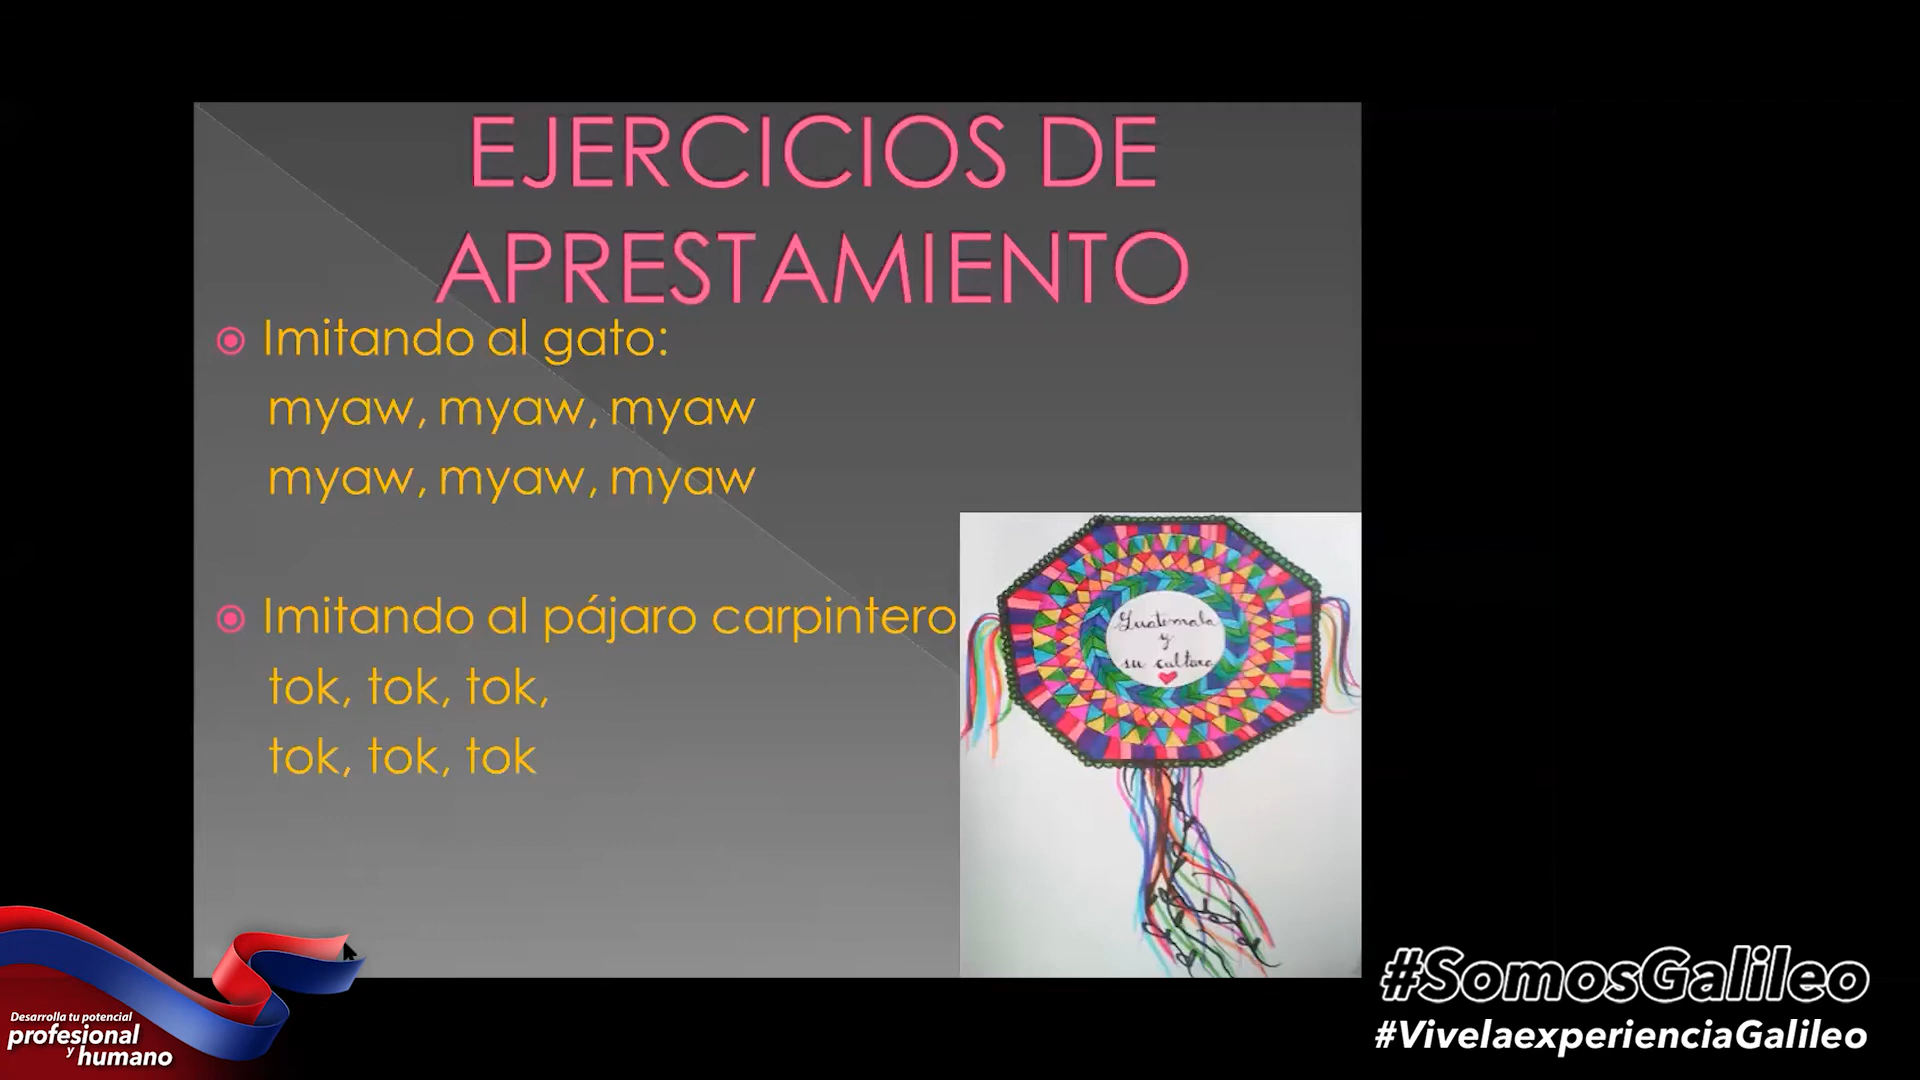 EJERCICIOS DE
APRESTAMIENTO
Imitando al gato:
myaw, myaw, myaw
myaw, myaw, myaw
Imitando al pájaro carpintero
tok, tok, tok,
tok, tok, tok
Guatemala
y
su cultura
Desarrolla tu potencial
profesional
y humano
#SomosGalileo
#VivelaexperienciaGalileo